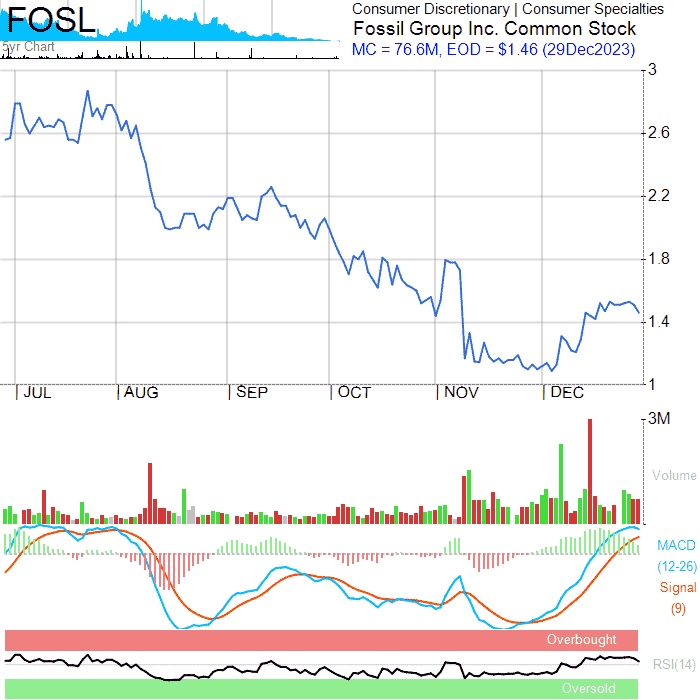 FOSL
5yr Chart
Consumer Discretionary | Consumer Specialties
Fossil Group Inc. Common Stock
MC = 76.6M, EOD = $1.46 (29Dec2023)
3
2.6
2.2
1.8
1.4
1
JUL AUG SEP OCT NOV DEC
3M
Volume
MACD
(12-26)
Signal
(9)
Overbought
RSI(14)
Oversold